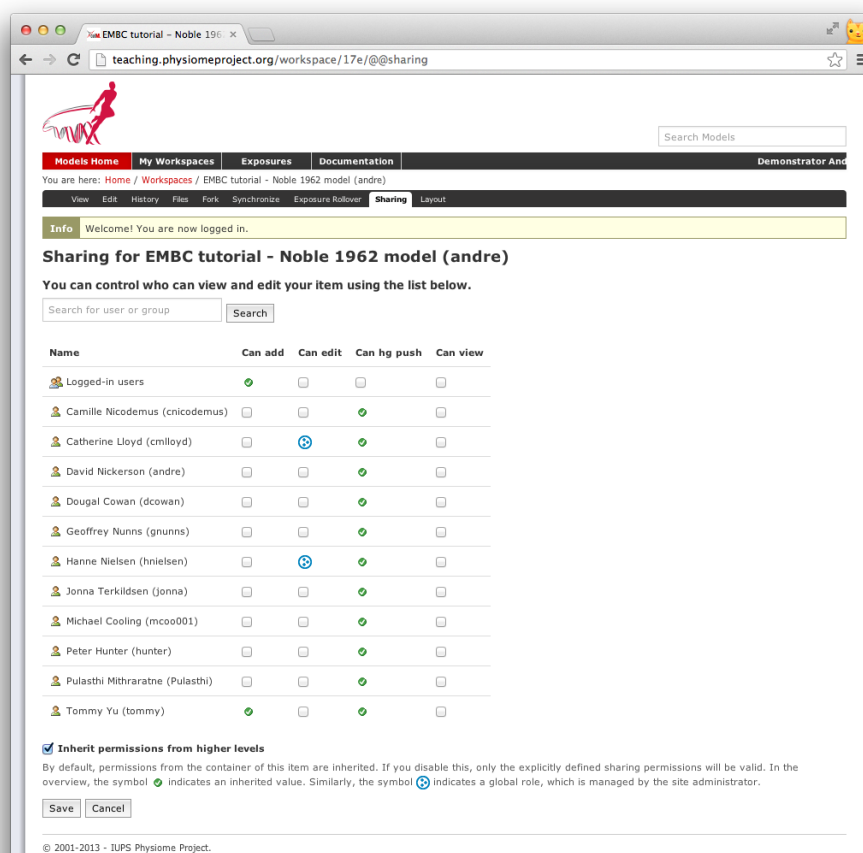 EMBC tutorial – Noble 196
teaching.physiomeproject.org/workspace/17e/@@sharing
Search Models
Models Home My Workspaces Exposures Documentation Demonstrator And
You are here: Home / Workspaces / EMBC tutorial - Noble 1962 model (andre)
View Edit History Files Fork Synchronize Exposure Rollover Sharing Layout
Info Welcome! You are now logged in.
Sharing for EMBC tutorial - Noble 1962 model (andre)
You can control who can view and edit your item using the list below.
Search for user or group Search
Name Can add Can edit Can hg push Can view
Logged-in users
Camille Nicodemus (cnicodemus)
Catherine Lloyd (cmlloyd)
David Nickerson (andre)
Dougal Cowan (dcowan)
Geoffrey Nunns (gnunns)
Hanne Nielsen (hnielsen)
Jonna Terkildsen (jonna)
Michael Cooling (mcoo001)
Peter Hunter (hunter)
Pulasthi Mithraratne (Pulasthi)
Tommy Yu (tommy)
Inherit permissions from higher levels
By default, permissions from the container of this item are inherited. If you disable this, only the explicitly defined sharing permissions will be valid. In the
overview, the symbol indicates an inherited value. Similarly, the symbol indicates a global role, which is managed by the site administrator.
Save Cancel
© 2001-2013 - IUPS Physiome Project.